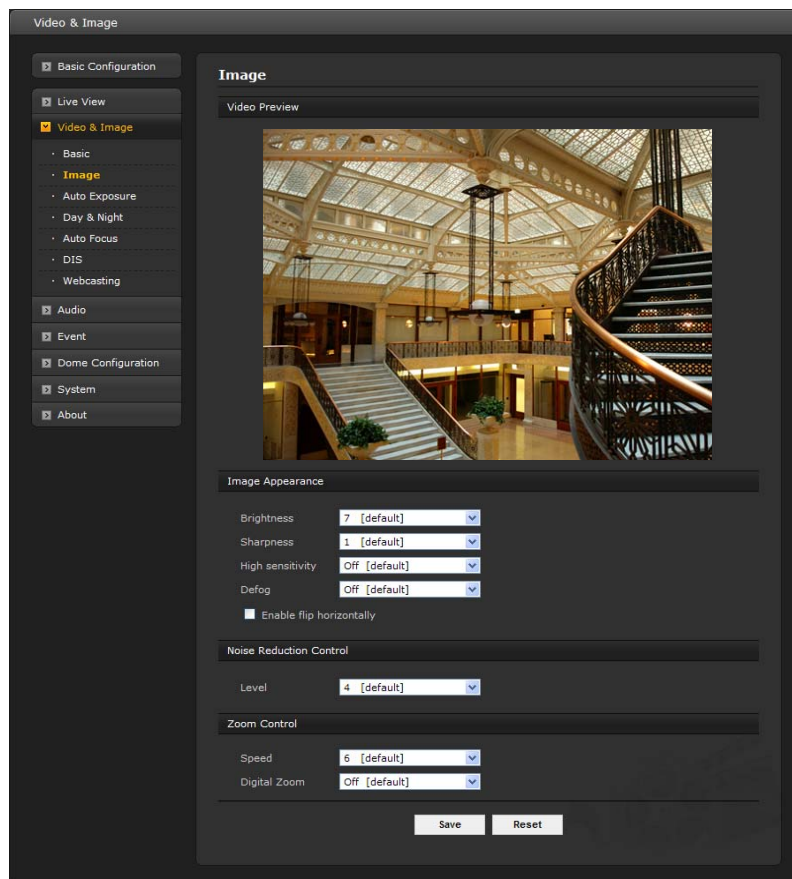 Video & Image
Basic Configuration
Live View
Video & Image
· Basic
· Image
· Auto Exposure
· Day & Night
· Auto Focus
· DIS
· Webcasting
Audio
Event
Dome Configuration
System
About
Image
Video Preview
Image Appearance
Brightness 7 [default]
Sharpness 1 [default]
High sensitivity Off [default]
Defog Off [default]
Enable flip horizontally
Noise Reduction Control
Level 4 [default]
Zoom Control
Speed 6 [default]
Digital Zoom Off [default]
Save Reset